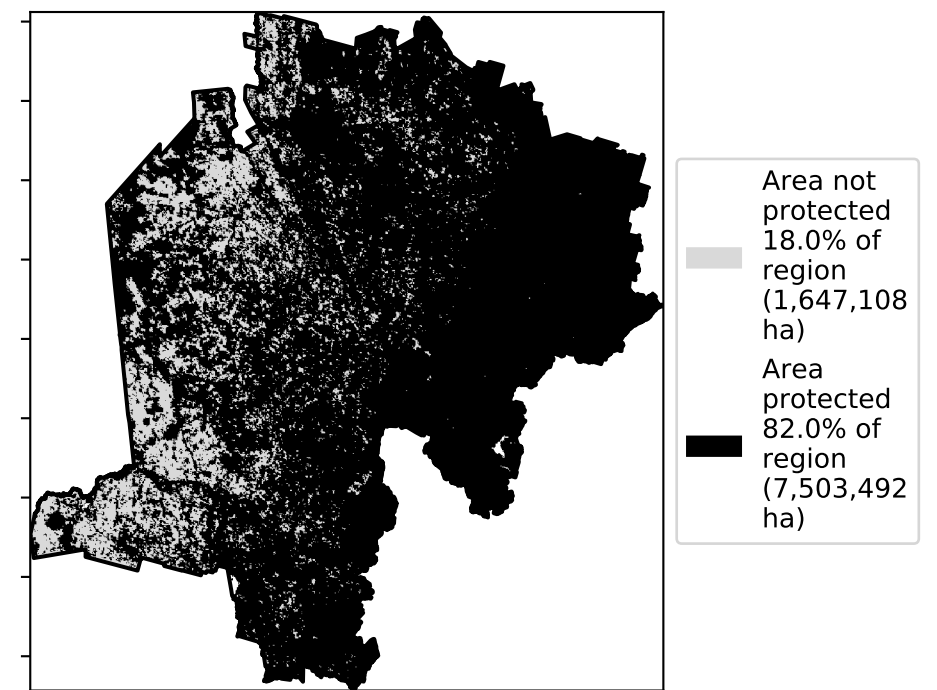 Area not
protected
18.0% of
region
(1,647,108
ha)
Area
protected
82.0% of
region
(7,503,492
ha)